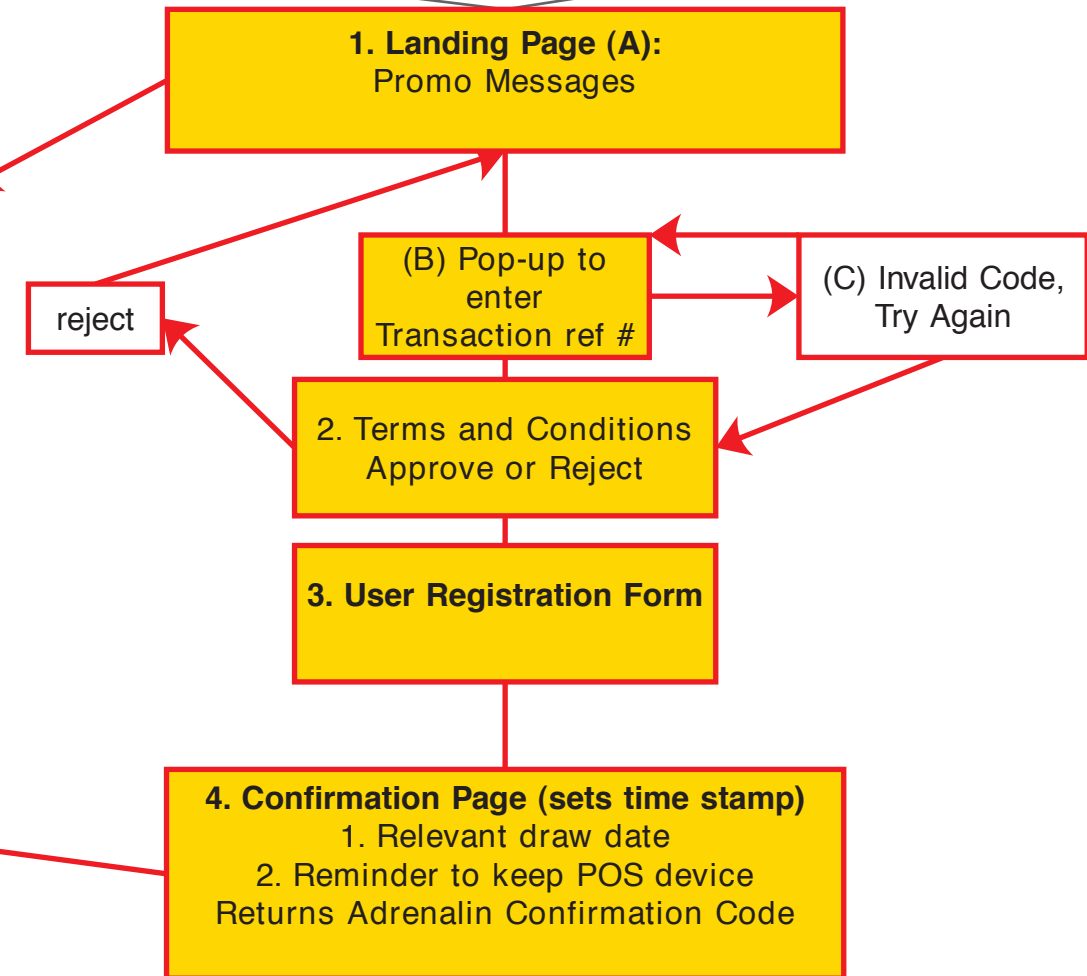 1. Landing Page (A):
Promo Messages
(B) Pop-up to
enter
Transaction ref #
(C) Invalid Code,
Try Again
reject
2. Terms and Conditions
Approve or Reject
3. User Registration Form
4. Confirmation Page (sets time stamp)
1. Relevant draw date
2. Reminder to keep POS device
Returns Adrenalin Confirmation Code